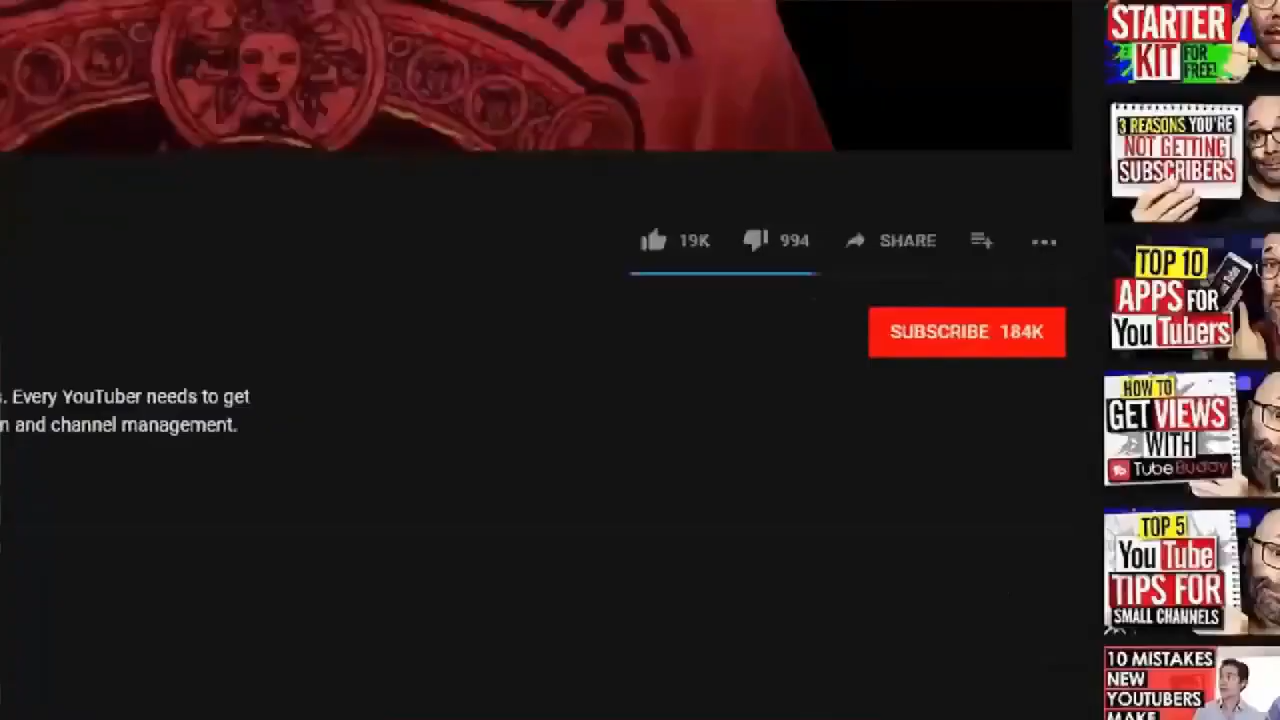 19K 994 SHARE
SUBSCRIBE 184K
. Every YouTuber needs to get
n and channel management.
STARTER
KIT FOR
FREE!
3 REASONS YOU'RE
NOT GETTING
SUBSCRIBERS
TOP 10
APPS FOR
YouTubers
HOW TO
GET VIEWS
WITH
TubeBuddy
TOP 5
YouTube
TIPS FOR
SMALL CHANNELS
10 MISTAKES
NEW
YOUTUBERS
MAKE